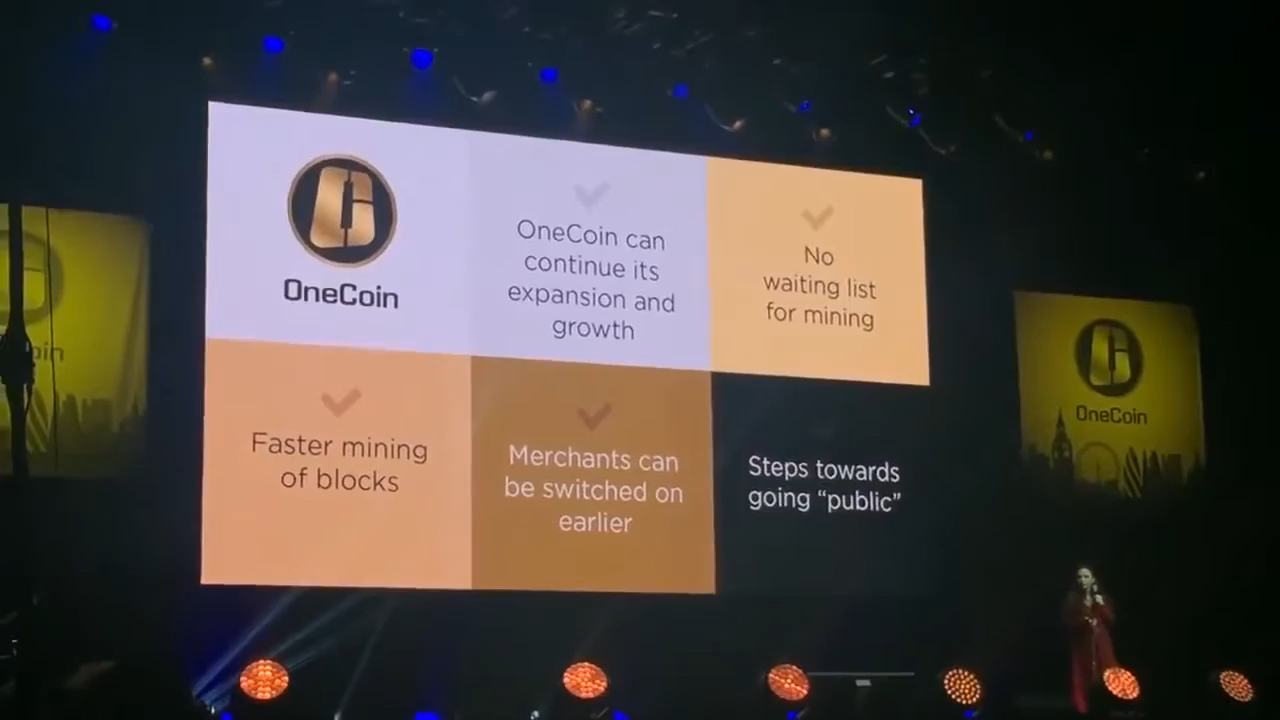 OneCoin
OneCoin can
continue its
expansion and
growth
No
waiting list
for mining
Faster mining
of blocks
Merchants can
be switched on
earlier
Steps towards
going “public”
OneCoin